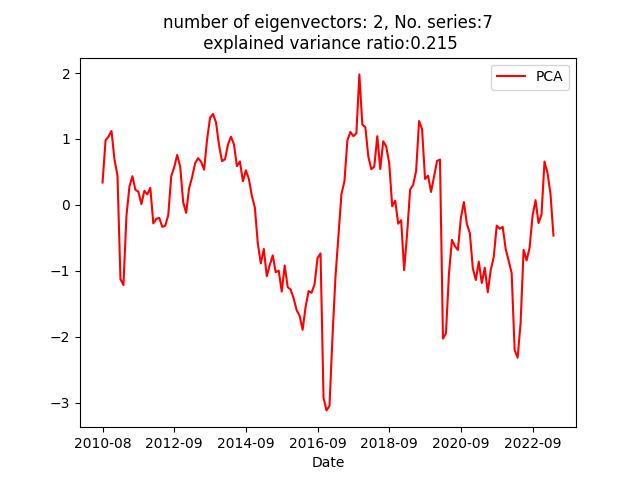 number of eigenvectors: 2, No. series:7
explained variance ratio:0.215
PCA
2
1
0
−1
−2
−3
2010-08 2012-09 2014-09 2016-09 2018-09 2020-09 2022-09
Date